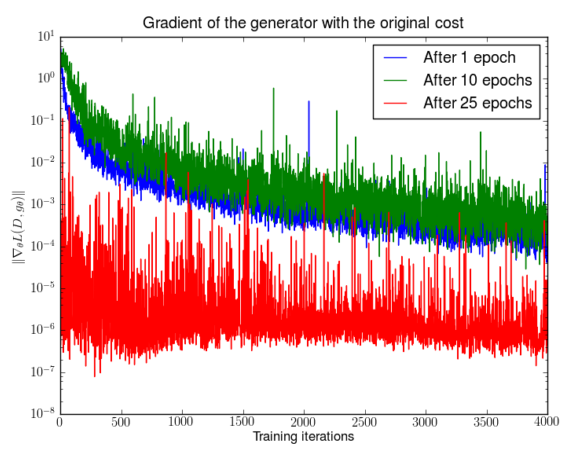 Gradient of the generator with the original cost
10¹
10⁰
10⁻¹
10⁻²
10⁻³
10⁻⁴
10⁻⁵
10⁻⁶
10⁻⁷
10⁻⁸
‖∇θL(D, gθ)‖
After 1 epoch
After 10 epochs
After 25 epochs
0 500 1000 1500 2000 2500 3000 3500 4000
Training iterations